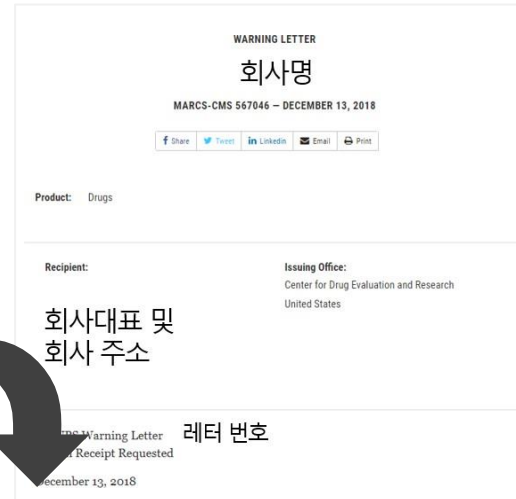 WARNING LETTER
회사명
MARCS-CMS 567046 — DECEMBER 13, 2018
Share Tweet Linkedin Email Print
Product: Drugs
Recipient:
Issuing Office:
Center for Drug Evaluation and Research
United States
회사대표 및
회사 주소
Warning Letter 레터 번호
Receipt Requested
December 13, 2018